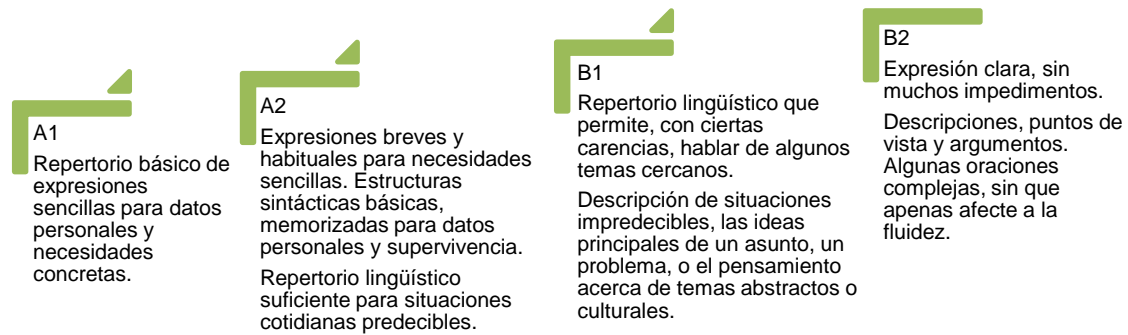 A1
Repertorio básico de
expresiones
sencillas para datos
personales y
necesidades
concretas.
A2
Expresiones breves y
habituales para necesidades
sencillas. Estructuras
sintácticas básicas,
memorizadas para datos
personales y supervivencia.
Repertorio lingüístico
suficiente para situaciones
cotidianas predecibles.
B1
Repertorio lingüístico que
permite, con ciertas
carencias, hablar de algunos
temas cercanos.
Descripción de situaciones
impredecibles, las ideas
principales de un asunto, un
problema, o el pensamiento
acerca de temas abstractos o
culturales.
B2
Expresión clara, sin
muchos impedimentos.
Descripciones, puntos de
vista y argumentos.
Algunas oraciones
complejas, sin que
apenas afecte a la
fluidez.